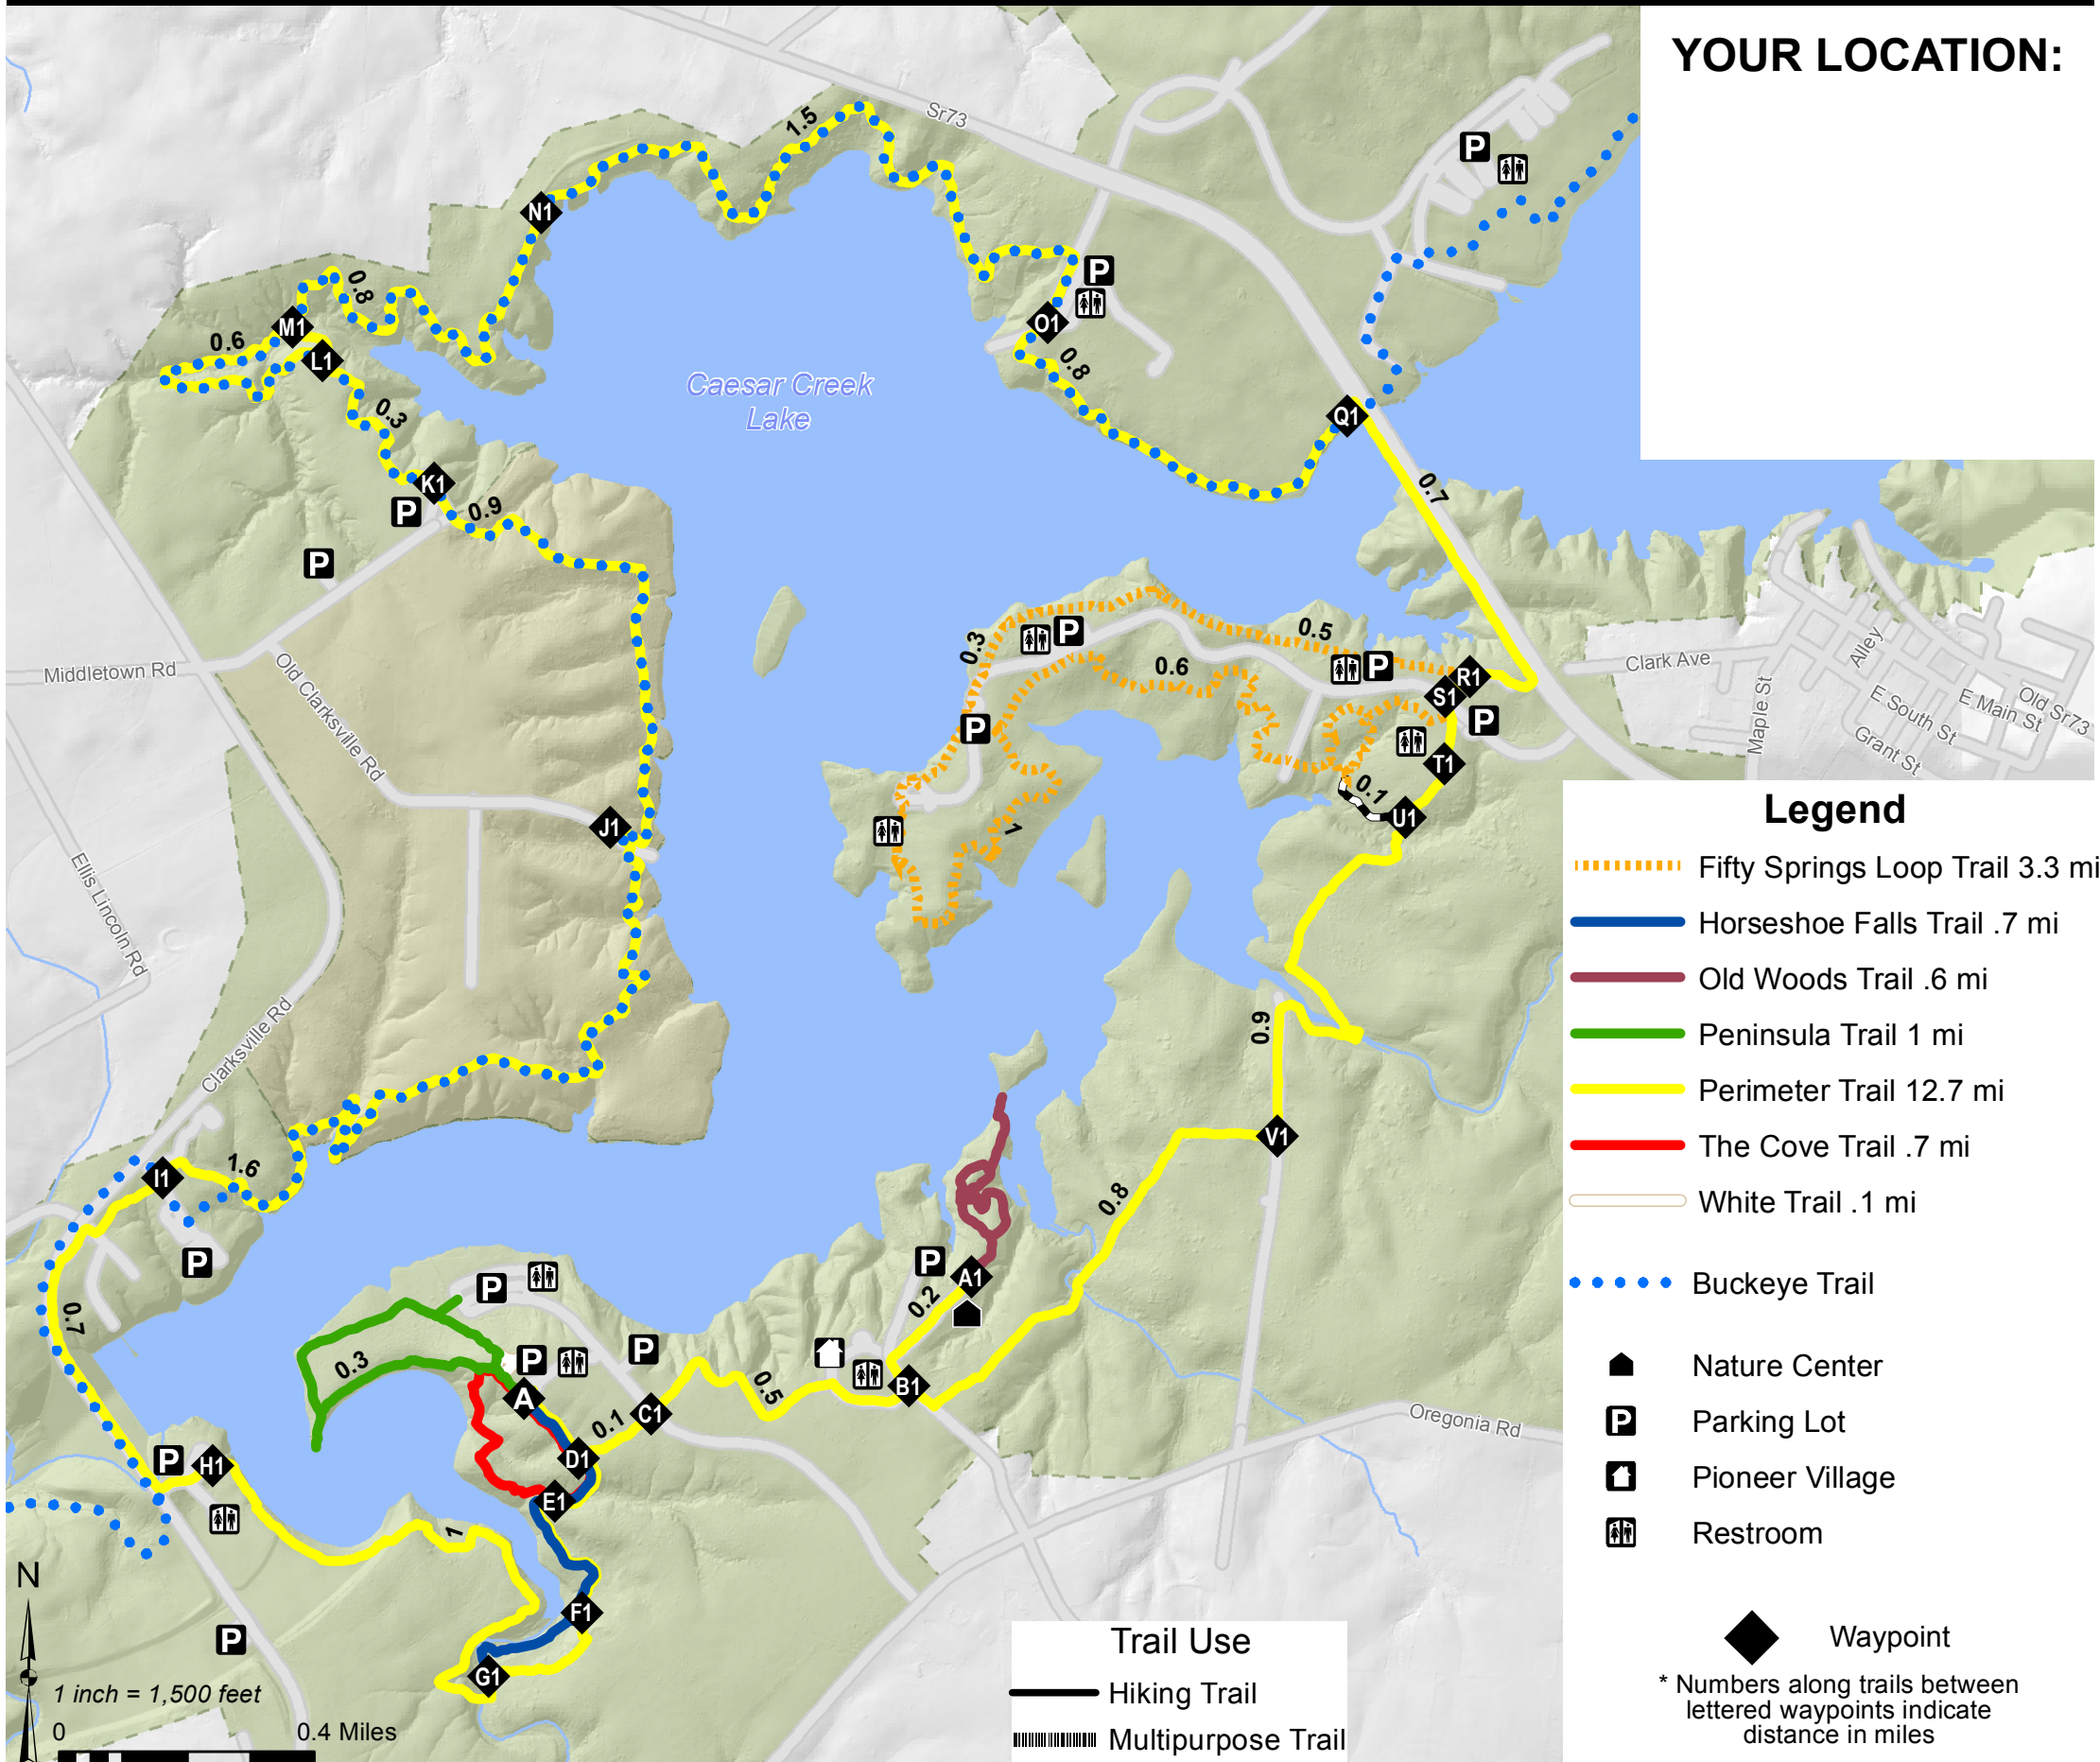 YOUR LOCATION:
Sr73
1.5
N1
0.8
M1
0.6
L1
0.3
K1
P
0.9
P
Caesar Creek
Lake
P
O1
0.8
P
Q1
0.7
Middletown Rd
Old Clarksville Rd
J1
Ellis Lincoln Rd
Clarksville Rd
0.3
P
0.5
0.6
P
R1
S1
P
T1
0.1
U1
P
1
Clark Ave
Alley
Maple St
E South St
E Main St
Old Sr73
Grant St
0.9
V1
0.8
I1
1.6
P
0.7
P
A1
0.2
P
0.3
P
A
P
C1
0.1
0.5
B1
D1
E1
Oregonia Rd
P
H1
1
F1
G1
P
N
1 inch = 1,500 feet
0
0.4 Miles
Trail Use
Hiking Trail
Multipurpose Trail
Legend
Fifty Springs Loop Trail 3.3 mi
Horseshoe Falls Trail .7 mi
Old Woods Trail .6 mi
Peninsula Trail 1 mi
Perimeter Trail 12.7 mi
The Cove Trail .7 mi
White Trail .1 mi
Buckeye Trail
Nature Center
P Parking Lot
Pioneer Village
Restroom
Waypoint
* Numbers along trails between
lettered waypoints indicate
distance in miles